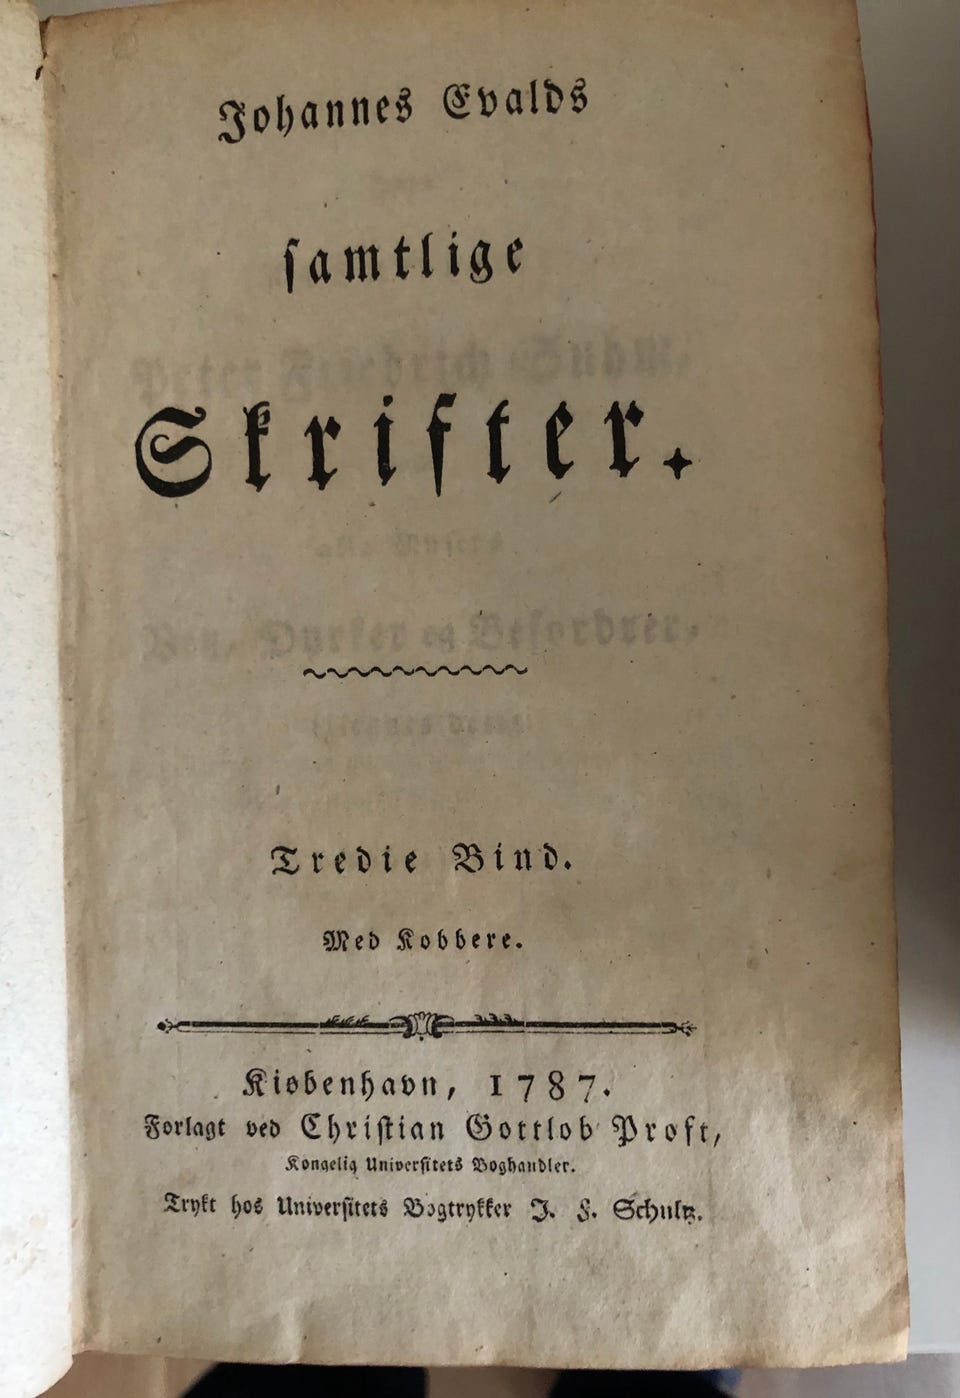 Johannes Evalds
samtlige
Skrifter.
Tredie Bind.
Med Kobbere.
Kiøbenhavn, 1787.
Forlagt ved Christian Gottlob Proft,
Kongelig Universitets Boghandler.
Trykt hos Universitets Bogtrykker J. F. Schultz.